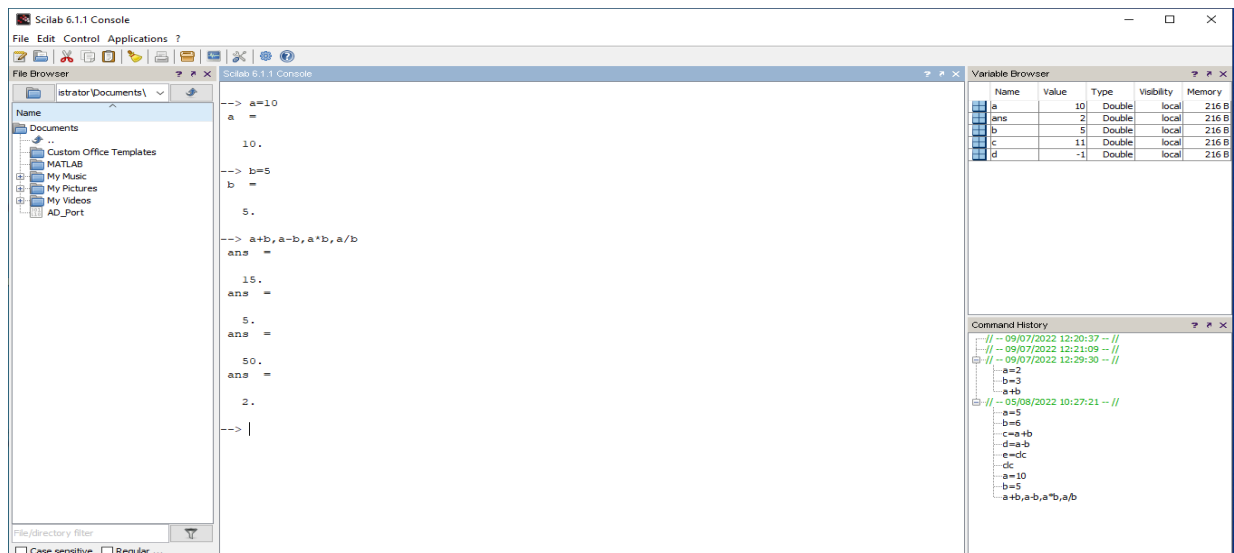 Scilab 6.1.1 Console
File Edit Control Applications ?
File Browser
istrator\Documents\
Name
Documents
..
Custom Office Templates
MATLAB
My Music
My Pictures
My Videos
AD_Port
File/directory filter
Case sensitive Regular ...
Scilab 6.1.1 Console
--> a=10
a =
10.
--> b=5
b =
5.
--> a+b,a-b,a*b,a/b
ans =
15.
ans =
5.
ans =
50.
ans =
2.
-->
Variable Browser
Name Value Type Visibility Memory
a 10 Double local 216 B
ans 2 Double local 216 B
b 5 Double local 216 B
c 11 Double local 216 B
d -1 Double local 216 B
Command History
// -- 09/07/2022 12:20:37 -- //
// -- 09/07/2022 12:21:09 -- //
// -- 09/07/2022 12:29:30 -- //
a=2
b=3
a+b
// -- 05/08/2022 10:27:21 -- //
a=5
b=6
c=a+b
d=a-b
e=clc
clc
a=10
b=5
a+b,a-b,a*b,a/b